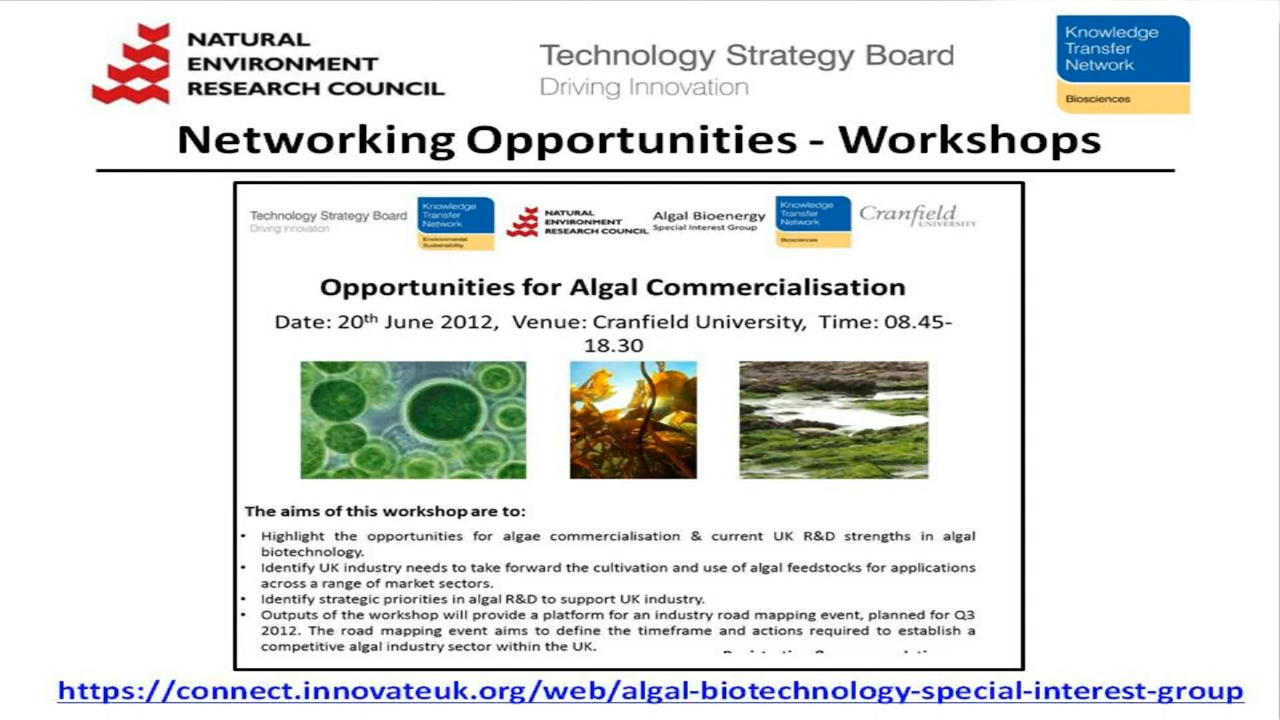 NATURAL
ENVIRONMENT
RESEARCH COUNCIL
Technology Strategy Board
Driving Innovation
Knowledge
Transfer
Network
Biosciences
Networking Opportunities - Workshops
Technology Strategy Board
Driving Innovation
Knowledge
Transfer
Network
Environmental
Sustainability
NATURAL
ENVIRONMENT
RESEARCH COUNCIL
Algal Bioenergy
Special Interest Group
Knowledge
Transfer
Network
Biosciences
Cranfield
UNIVERSITY
Opportunities for Algal Commercialisation
Date: 20th June 2012, Venue: Cranfield University, Time: 08.45-
18.30
The aims of this workshop are to:
• Highlight the opportunities for algae commercialisation & current UK R&D strengths in algal
biotechnology.
• Identify UK industry needs to take forward the cultivation and use of algal feedstocks for applications
across a range of market sectors.
• Identify strategic priorities in algal R&D to support UK industry.
• Outputs of the workshop will provide a platform for an industry road mapping event, planned for Q3
2012. The road mapping event aims to define the timeframe and actions required to establish a
competitive algal industry sector within the UK.
https://connect.innovateuk.org/web/algal-biotechnology-special-interest-group